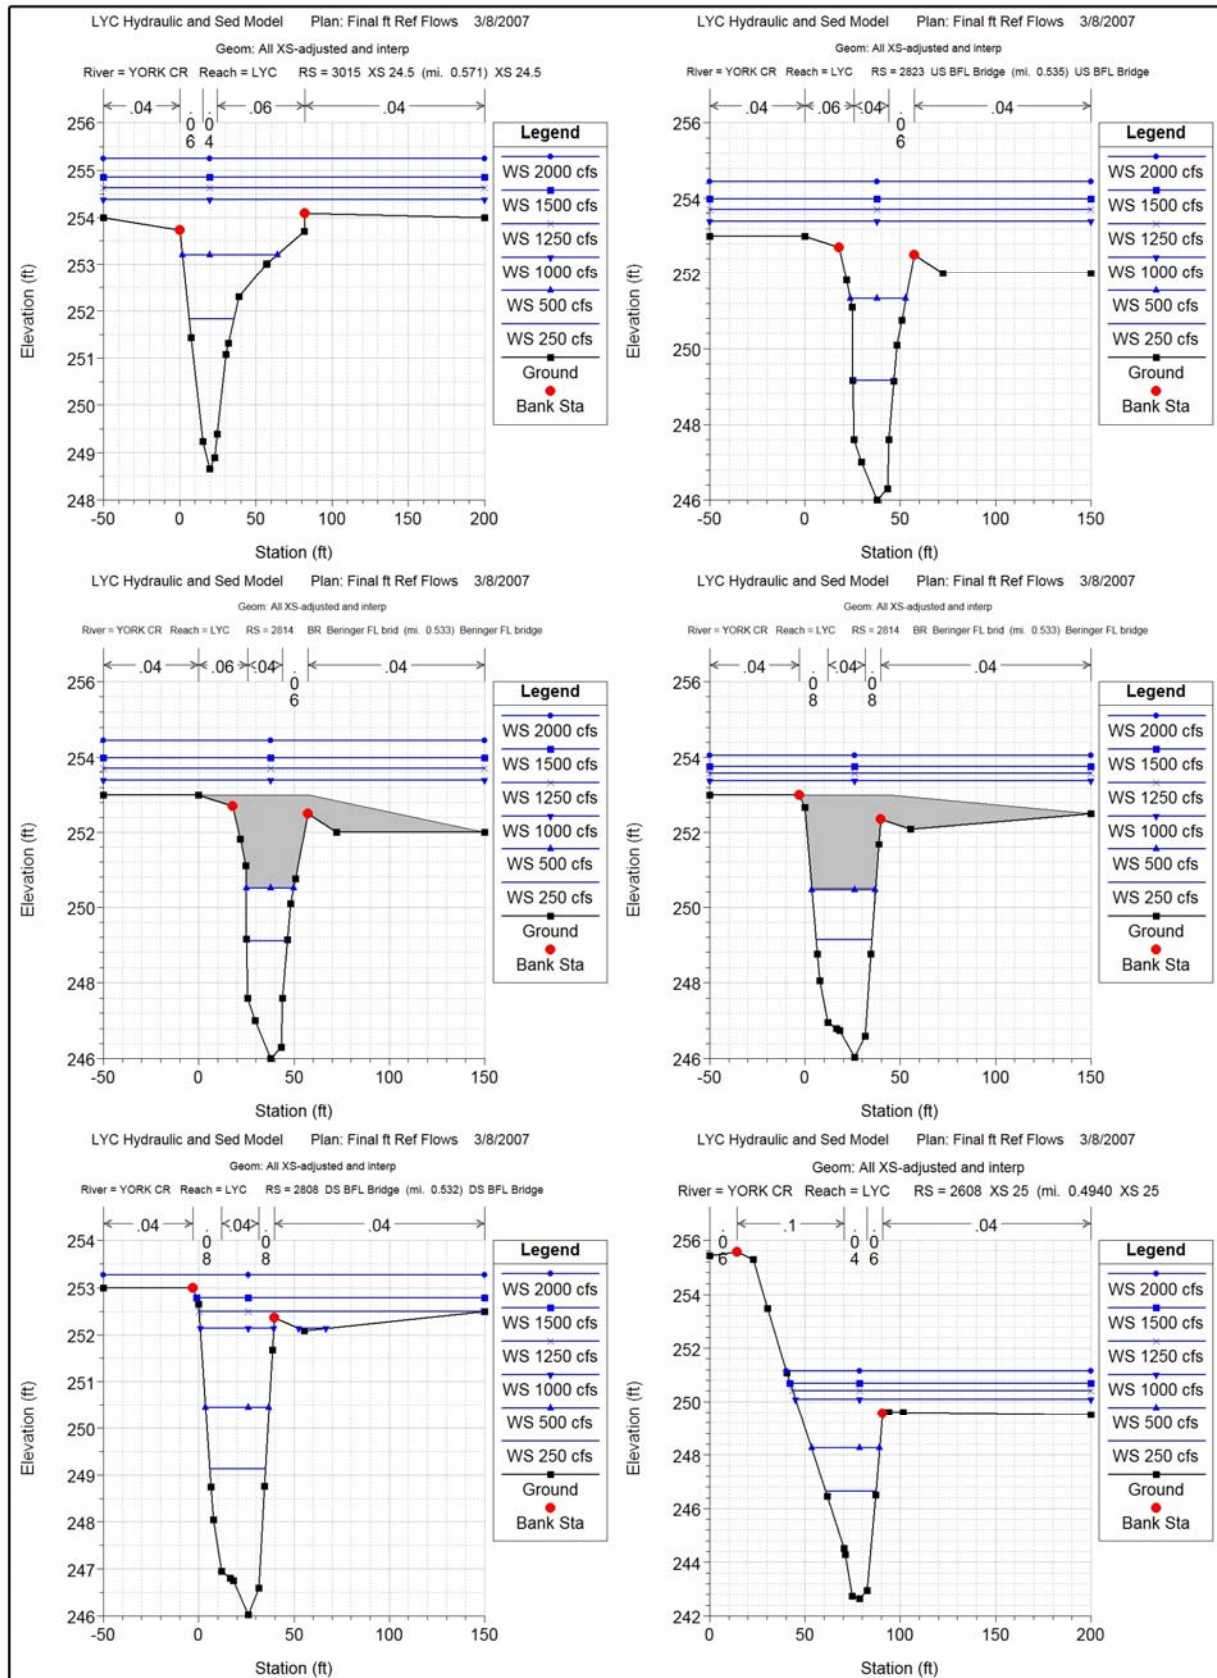 LYC Hydraulic and Sed Model Plan: Final ft Ref Flows 3/8/2007
Geom: All XS-adjusted and interp
River = YORK CR Reach = LYC RS = 3015 XS 24.5 (mi. 0.571) XS 24.5
.04 .06 .04 .06 .04
Legend
WS 2000 cfs
WS 1500 cfs
WS 1250 cfs
WS 1000 cfs
WS 500 cfs
WS 250 cfs
Ground
Bank Sta
256
255
254
253
252
251
250
249
248
Elevation (ft)
-50 0 50 100 150 200
Station (ft)
LYC Hydraulic and Sed Model Plan: Final ft Ref Flows 3/8/2007
Geom: All XS-adjusted and interp
River = YORK CR Reach = LYC RS = 2823 US BFL Bridge (mi. 0.535) US BFL Bridge
.04 .06 .04 .06 .04
Legend
WS 2000 cfs
WS 1500 cfs
WS 1250 cfs
WS 1000 cfs
WS 500 cfs
WS 250 cfs
Ground
Bank Sta
256
254
252
250
248
246
Elevation (ft)
-50 0 50 100 150
Station (ft)
LYC Hydraulic and Sed Model Plan: Final ft Ref Flows 3/8/2007
Geom: All XS-adjusted and interp
River = YORK CR Reach = LYC RS = 2814 BR Beringer FL brid (mi. 0.533) Beringer FL bridge
.04 .06 .04 .06 .04
Legend
WS 2000 cfs
WS 1500 cfs
WS 1250 cfs
WS 1000 cfs
WS 500 cfs
WS 250 cfs
Ground
Bank Sta
256
254
252
250
248
246
Elevation (ft)
-50 0 50 100 150
Station (ft)
LYC Hydraulic and Sed Model Plan: Final ft Ref Flows 3/8/2007
Geom: All XS-adjusted and interp
River = YORK CR Reach = LYC RS = 2814 BR Beringer FL brid (mi. 0.533) Beringer FL bridge
.04 .08 .04 .08 .04
Legend
WS 2000 cfs
WS 1500 cfs
WS 1250 cfs
WS 1000 cfs
WS 500 cfs
WS 250 cfs
Ground
Bank Sta
256
254
252
250
248
246
Elevation (ft)
-50 0 50 100 150
Station (ft)
LYC Hydraulic and Sed Model Plan: Final ft Ref Flows 3/8/2007
Geom: All XS-adjusted and interp
River = YORK CR Reach = LYC RS = 2808 DS BFL Bridge (mi. 0.532) DS BFL Bridge
.04 .08 .04 .08 .04
Legend
WS 2000 cfs
WS 1500 cfs
WS 1250 cfs
WS 1000 cfs
WS 500 cfs
WS 250 cfs
Ground
Bank Sta
254
253
252
251
250
249
248
247
246
Elevation (ft)
-50 0 50 100 150
Station (ft)
LYC Hydraulic and Sed Model Plan: Final ft Ref Flows 3/8/2007
Geom: All XS-adjusted and interp
River = YORK CR Reach = LYC RS = 2608 XS 25 (mi. 0.4940 XS 25
.06 .1 .04 .06 .04
Legend
WS 2000 cfs
WS 1500 cfs
WS 1250 cfs
WS 1000 cfs
WS 500 cfs
WS 250 cfs
Ground
Bank Sta
256
254
252
250
248
246
244
242
Elevation (ft)
0 50 100 150 200
Station (ft)